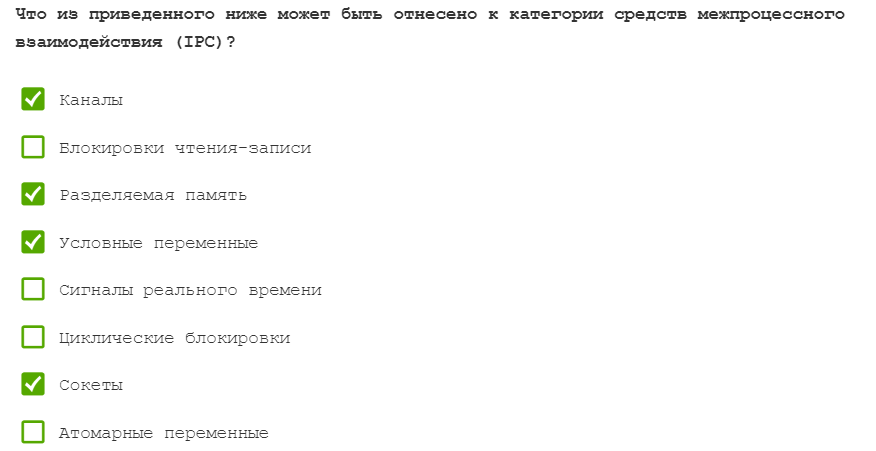 Что из приведенного ниже может быть отнесено к категории средств межпроцессного
взаимодействия (IPC)?
Каналы
Блокировки чтения-записи
Разделяемая память
Условные переменные
Сигналы реального времени
Циклические блокировки
Сокеты
Атомарные переменные